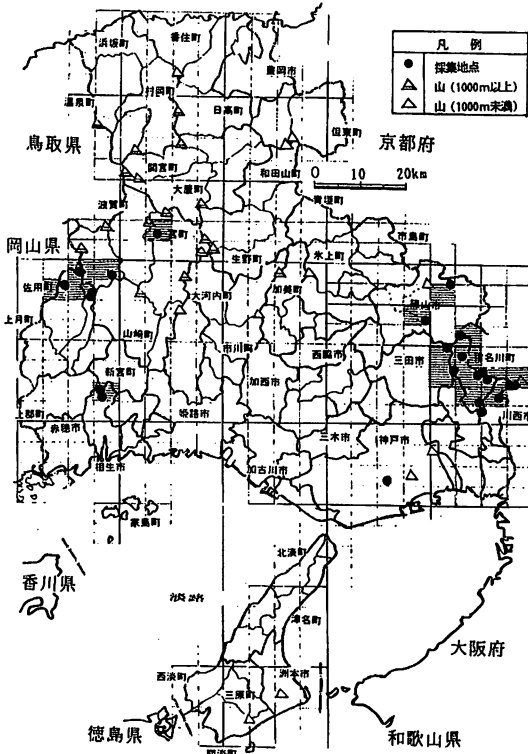 凡 例
採集地点
山 (1000m以上)
山 (1000m未満)
浜坂町
香住町
豊岡市
温泉町
村岡町
日高町
但東町
鳥取県
京都府
関宮町
和田山町
大屋町
0 10 20km
波賀町
青垣町
一宮町
市島町
岡山県
生野町
氷上町
佐用町
大河内町
加美町
篠山市
上月町
山崎町
市川町
西脇市
三田市
猪名川町
新宮町
加西市
川西市
上郡町
姫路市
三木市
神戸市
赤穂市
相生市
加古川市
家島町
北淡町
香川県
津名町
大阪府
西淡町
洲本市
三原町
徳島県
和歌山県
南淡町